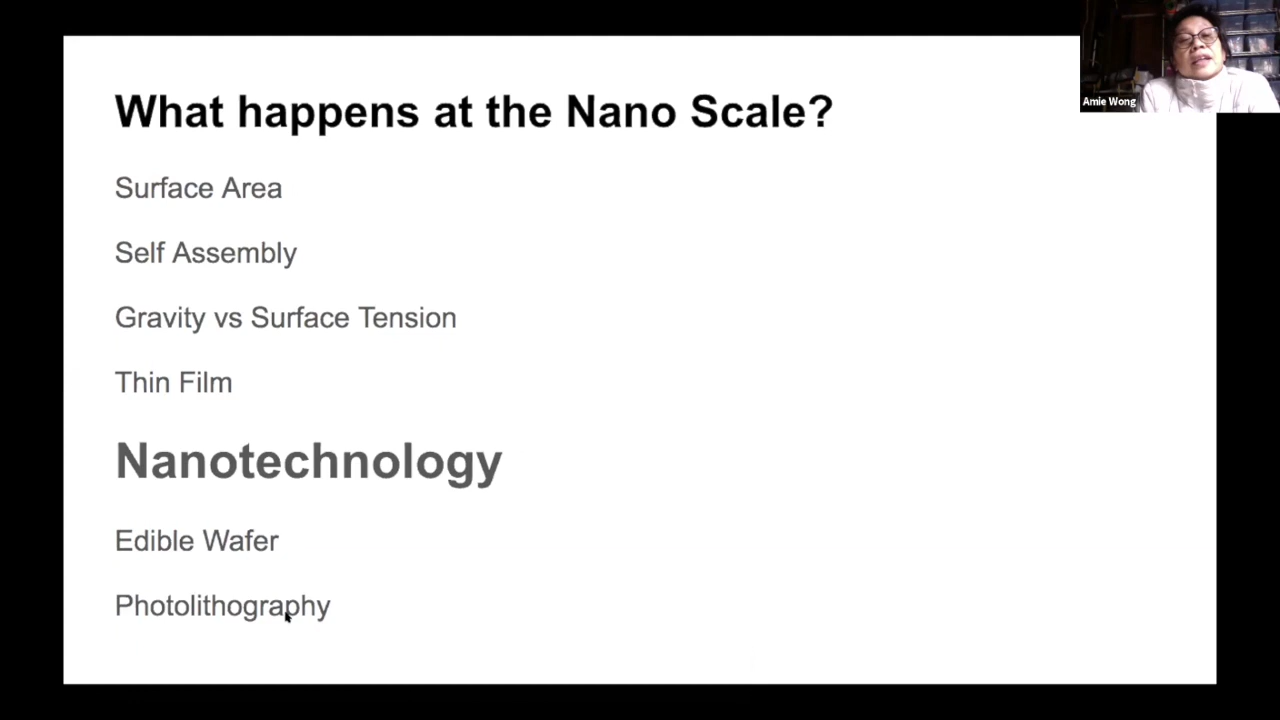 What happens at the Nano Scale?
Amie Wong
Surface Area
Self Assembly
Gravity vs Surface Tension
Thin Film
Nanotechnology
Edible Wafer
Photolithography